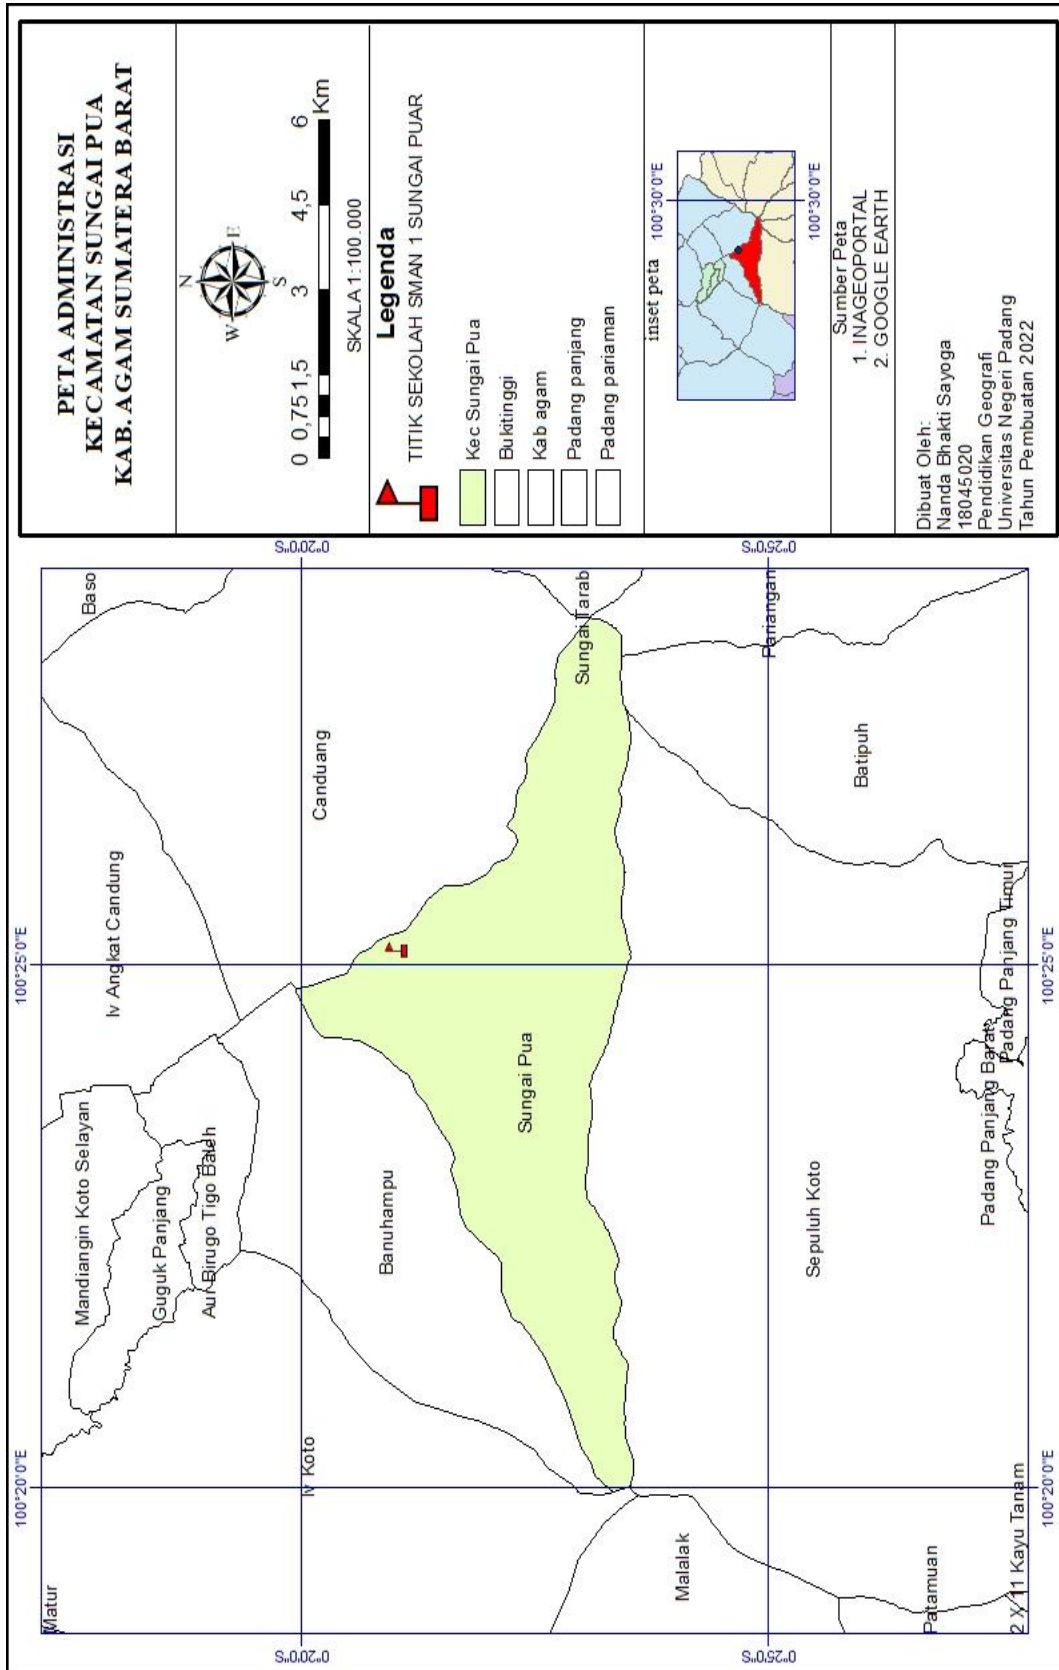 PETA ADMINISTRASI
KECAMATAN SUNGAI PUA
KAB. AGAM SUMATERA BARAT
N
W
E
S
0 0,75 1,5 3 4,5 6 Km
SKALA 1:100.000
Legenda
TITIK SEKOLAH SMAN 1 SUNGAI PUAR
Kec Sungai Pua
Bukitinggi
Kab agam
Padang panjang
Padang pariaman
inset peta
100°30'0"E
100°30'0"E
Sumber Peta
1. INAGEOPORTAL
2. GOOGLE EARTH
Dibuat Oleh:
Nanda Bhakti Sayoga
18045020
Pendidikan Geografi
Universitas Negeri Padang
Tahun Pembuatan 2022
100°20'0"E
100°25'0"E
0°20'0"S
0°20'0"S
0°25'0"S
0°25'0"S
100°20'0"E
100°25'0"E
Matur
Mandiangin Koto Selayan
Guguk Panjang
Aur Birugo Tigo Baleh
Iv Angkat Candung
Baso
Iv Koto
Banuhampu
Canduang
Sungai Pua
Sungai Tarab
Malalak
Sepuluh Koto
Batipuh
Pariangan
Patamuan
2 X 11 Kayu Tanam
Padang Panjang Barat
Padang Panjang Timur